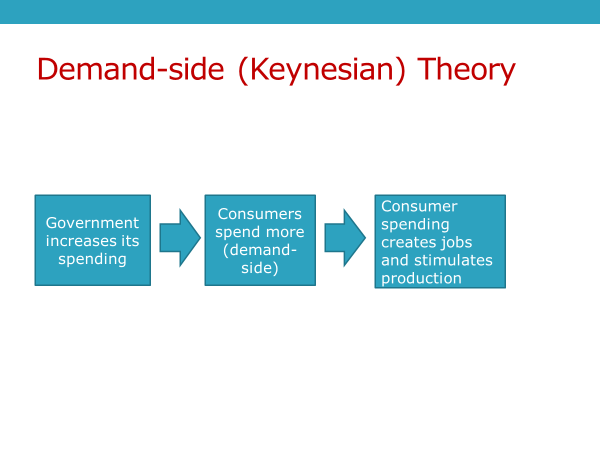 Demand-side (Keynesian) Theory
Government
increases its
spending
Consumers
spend more
(demand-
side)
Consumer
spending
creates jobs
and stimulates
production